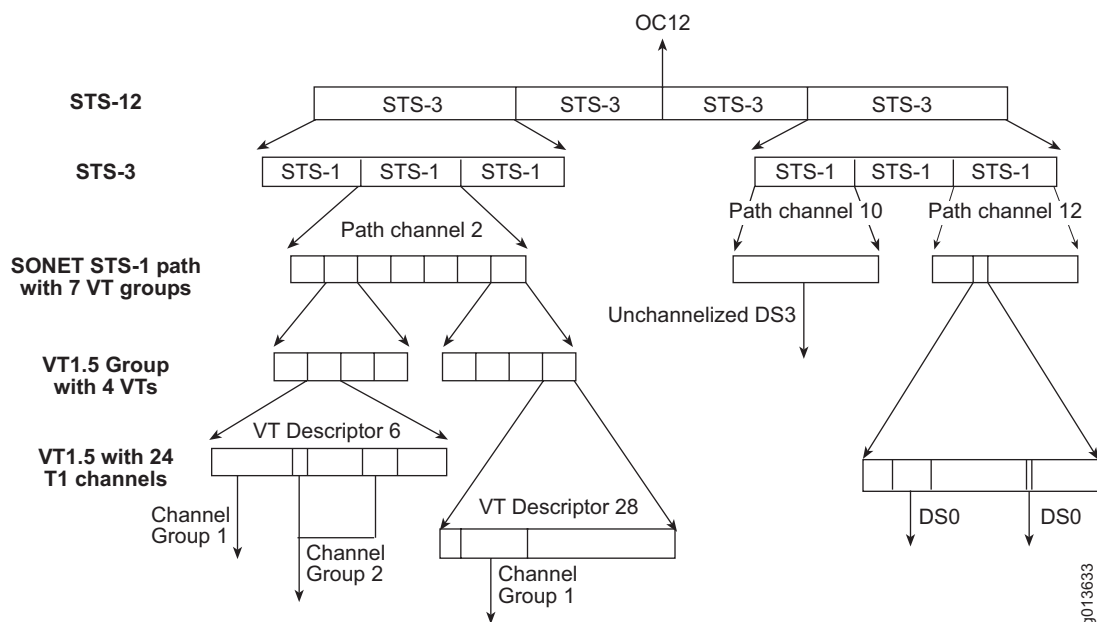 OC12
STS-12
STS-3
STS-3
STS-3
STS-3
STS-3
STS-1
STS-1
STS-1
STS-1
STS-1
STS-1
Path channel 2
Path channel 10
Path channel 12
SONET STS-1 path
with 7 VT groups
Unchannelized DS3
VT1.5 Group
with 4 VTs
VT Descriptor 6
VT1.5 with 24
T1 channels
VT Descriptor 28
Channel
Group 1
Channel
Group 2
Channel
Group 1
DS0
DS0
g013633